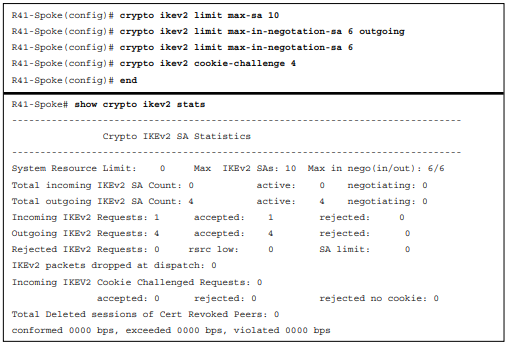 R41-Spoke(config)# crypto ikev2 limit max-sa 10
R41-Spoke(config)# crypto ikev2 limit max-in-negotation-sa 6 outgoing
R41-Spoke(config)# crypto ikev2 limit max-in-negotation-sa 6
R41-Spoke(config)# crypto ikev2 cookie-challenge 4
R41-Spoke(config)# end
R41-Spoke# show crypto ikev2 stats
--------------------------------------------------------------------------
Crypto IKEv2 SA Statistics
--------------------------------------------------------------------------
System Resource Limit: 0 Max IKEv2 SAs: 10 Max in nego(in/out): 6/6
Total incoming IKEv2 SA Count: 0 active: 0 negotiating: 0
Total outgoing IKEv2 SA Count: 4 active: 4 negotiating: 0
Incoming IKEv2 Requests: 1 accepted: 1 rejected: 0
Outgoing IKEv2 Requests: 4 accepted: 4 rejected: 0
Rejected IKEv2 Requests: 0 rsrc low: 0 SA limit: 0
IKEv2 packets dropped at dispatch: 0
Incoming IKEV2 Cookie Challenged Requests: 0
accepted: 0 rejected: 0 rejected no cookie: 0
Total Deleted sessions of Cert Revoked Peers: 0
conformed 0000 bps, exceeded 0000 bps, violated 0000 bps